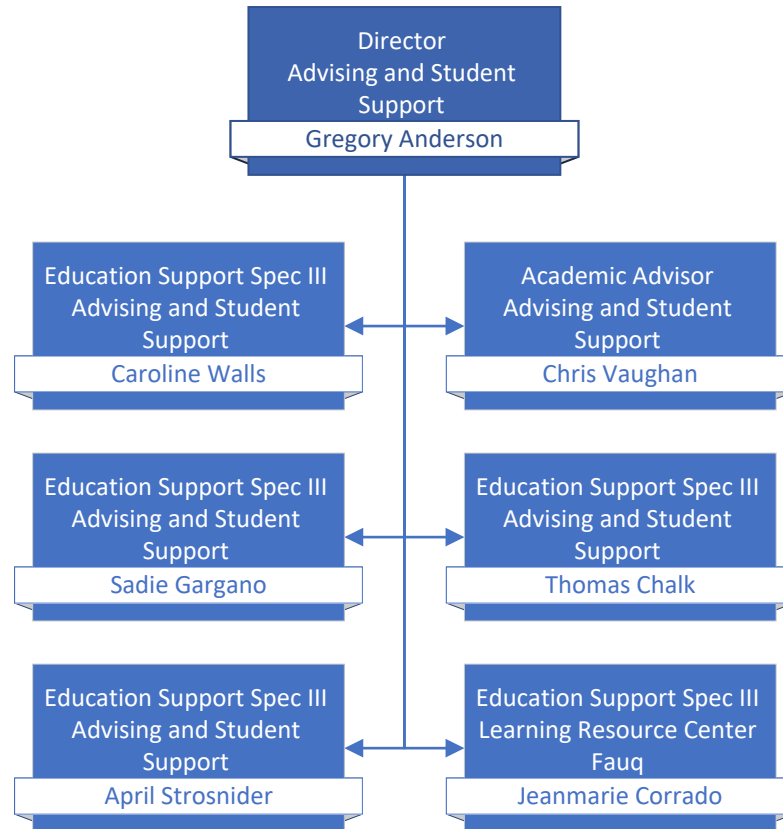 Director
Advising and Student
Support
Gregory Anderson
Education Support Spec III
Advising and Student
Support
Caroline Walls
Academic Advisor
Advising and Student
Support
Chris Vaughan
Education Support Spec III
Advising and Student
Support
Sadie Gargano
Education Support Spec III
Advising and Student
Support
Thomas Chalk
Education Support Spec III
Advising and Student
Support
April Strosnider
Education Support Spec III
Learning Resource Center
Fauq
Jeanmarie Corrado